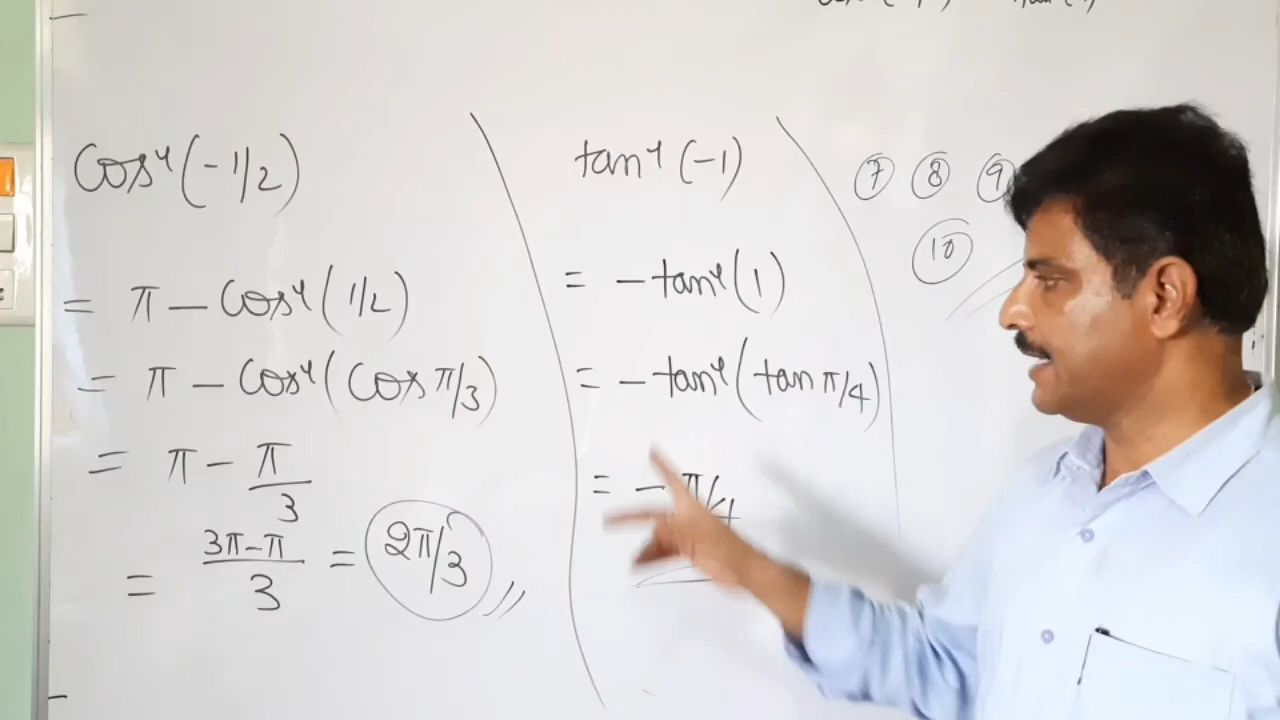 cos⁻¹(-1/2)
= π - cos⁻¹(1/2)
= π - cos⁻¹(cos π/3)
= π - π/3
= (3π-π)/3 = 2π/3
tan⁻¹(-1)
= -tan⁻¹(1)
= -tan⁻¹(tan π/4)
= -π/4
7 8 9
10